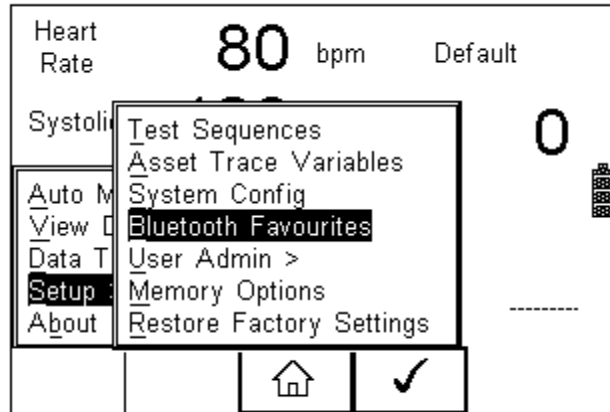 Heart Rate 80 bpm Default
Systoli
0
Test Sequences
Asset Trace Variables
System Config
Bluetooth Favourites
User Admin >
Memory Options
Restore Factory Settings
Auto M
View D
Data T
Setup
About